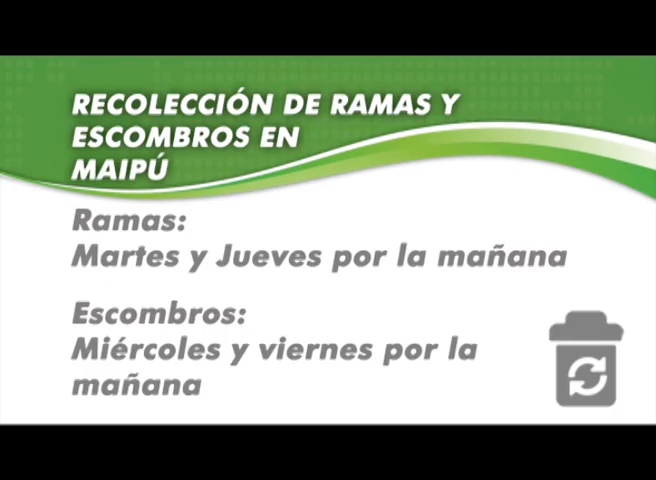 RECOLECCIÓN DE RAMAS Y
ESCOMBROS EN
MAIPÚ
Ramas:
Martes y Jueves por la mañana
Escombros:
Miércoles y viernes por la
mañana